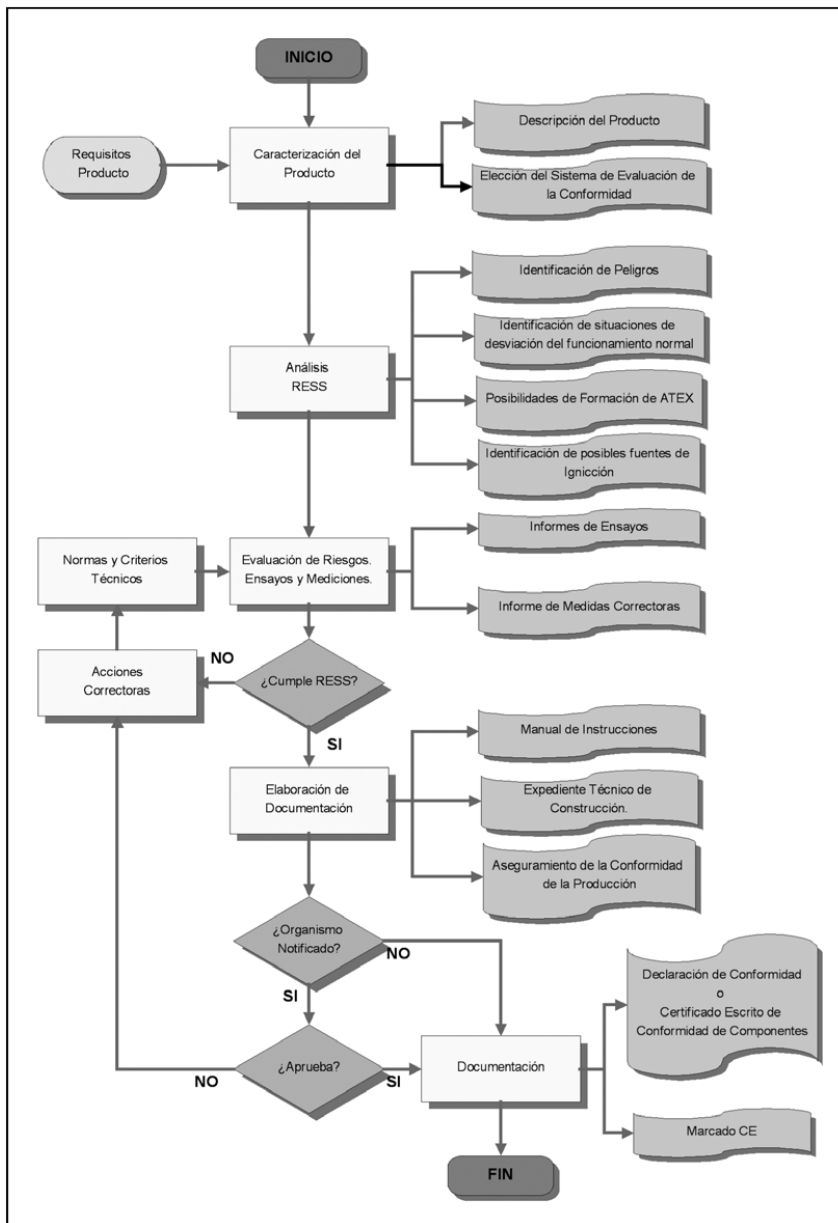 INICIO
Requisitos
Producto
Caracterización del
Producto
Descripción del Producto
Elección del Sistema de Evaluación de
la Conformidad
Identificación de Peligros
Identificación de situaciones de
desviación del funcionamiento normal
Análisis
RESS
Posibilidades de Formación de ATEX
Identificación de posibles fuentes de
Ignicción
Normas y Criterios
Técnicos
Evaluación de Riesgos.
Ensayos y Mediciones.
Informes de Ensayos
Informe de Medidas Correctoras
Acciones
Correctoras
NO
¿Cumple RESS?
SI
Elaboración de
Documentación
Manual de Instrucciones
Expediente Técnico de
Construcción.
Aseguramiento de la Conformidad
de la Producción
¿Organismo
Notificado?
NO
SI
¿Aprueba?
NO
SI
Documentación
Declaración de Conformidad
o
Certificado Escrito de
Conformidad de Componentes
Marcado CE
FIN